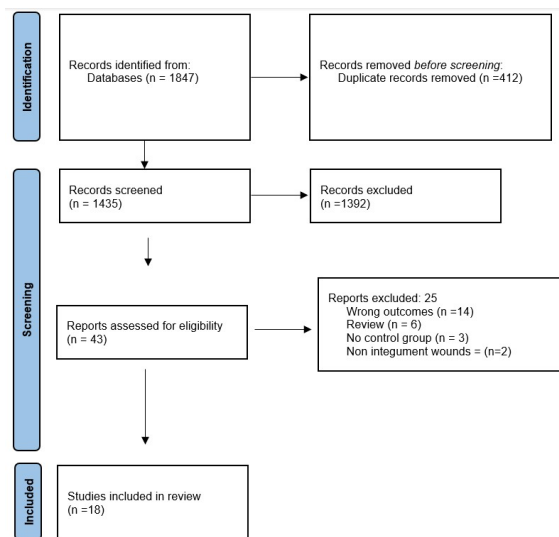 Identification
Records identified from:
Databases (n = 1847)
Records removed before screening:
Duplicate records removed (n =412)
Screening
Records screened
(n = 1435)
Records excluded
(n =1392)
Reports assessed for eligibility
(n = 43)
Reports excluded: 25
Wrong outcomes (n =14)
Review (n = 6)
No control group (n = 3)
Non integument wounds = (n=2)
Included
Studies included in review
(n =18)